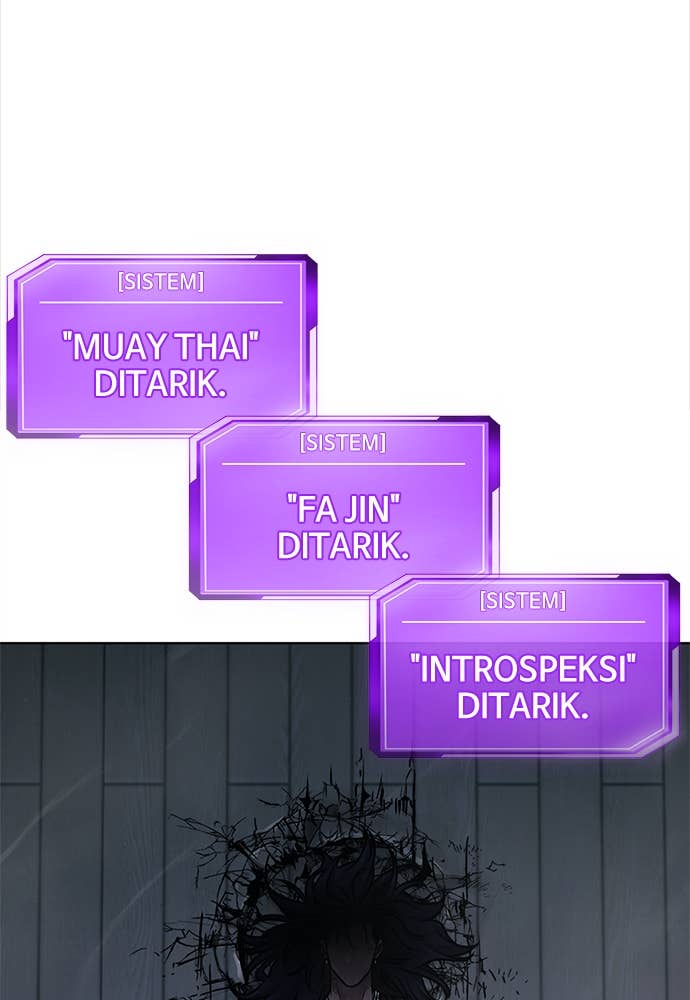 [SISTEM]
"MUAY THAI"
DITARIK.
[SISTEM]
"FA JIN"
DITARIK.
[SISTEM]
"INTROSPEKSI"
DITARIK.